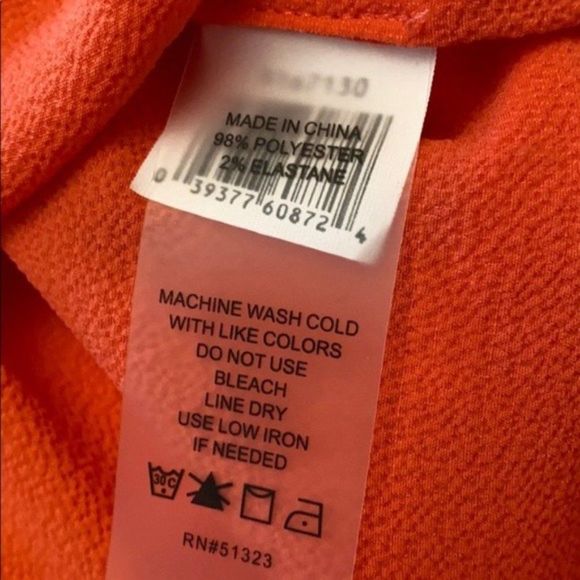 MADE IN CHINA
98% POLYESTER
2% ELASTANE
0 39377 60872 4
MACHINE WASH COLD
WITH LIKE COLORS
DO NOT USE
BLEACH
LINE DRY
USE LOW IRON
IF NEEDED
30 C
RN#51323